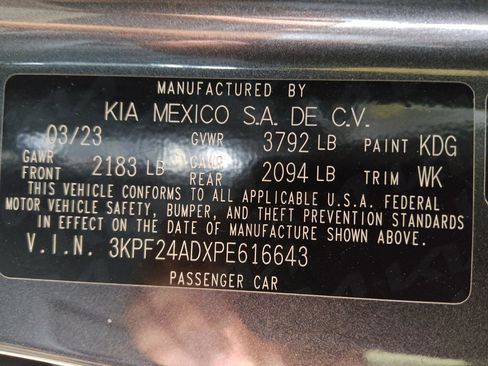 MANUFACTURED BY
KIA MEXICO S.A. DE C.V.
03/23 GVWR 3792 LB PAINT KDG
GAWR FRONT 2183 LB GAWR REAR 2094 LB TRIM WK
THIS VEHICLE CONFORMS TO ALL APPLICABLE U.S.A. FEDERAL
MOTOR VEHICLE SAFETY, BUMPER, AND THEFT PREVENTION STANDARDS
IN EFFECT ON THE DATE OF MANUFACTURE SHOWN ABOVE.
V.I.N. 3KPF24ADXPE616643
PASSENGER CAR